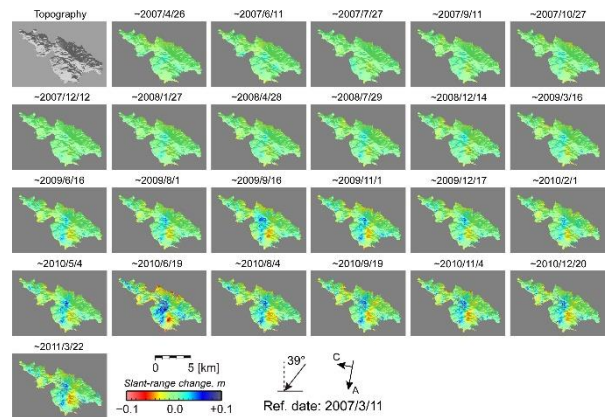 Topography ~2007/4/26 ~2007/6/11 ~2007/7/27 ~2007/9/11 ~2007/10/27
~2007/12/12 ~2008/1/27 ~2008/4/28 ~2008/7/29 ~2008/12/14 ~2009/3/16
~2009/6/16 ~2009/8/1 ~2009/9/16 ~2009/11/1 ~2009/12/17 ~2010/2/1
~2010/5/4 ~2010/6/19 ~2010/8/4 ~2010/9/19 ~2010/11/4 ~2010/12/20
~2011/3/22
0 5 [km]
Slant-range change, m
−0.1 0.0 +0.1
39°
C
A
Ref. date: 2007/3/11